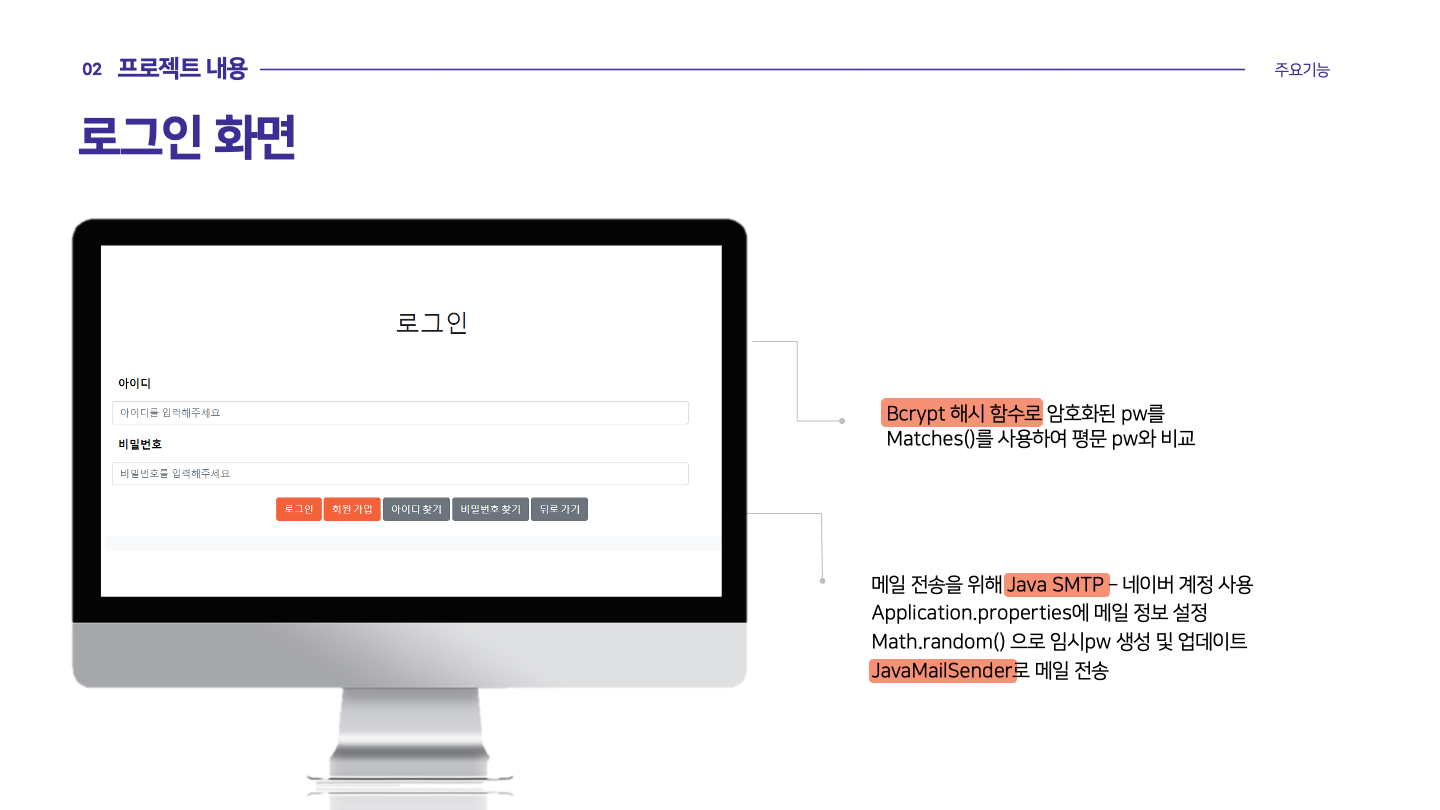 02 프로젝트 내용
주요기능
로그인 화면
로그인
아이디
아이디를 입력해주세요
비밀번호
비밀번호를 입력해주세요
로그인 회원 가입 아이디 찾기 비밀번호 찾기 뒤로 가기
Bcrypt 해시 함수로 암호화된 pw를
Matches()를 사용하여 평문 pw와 비교
메일 전송을 위해 Java SMTP – 네이버 계정 사용
Application.properties에 메일 정보 설정
Math.random() 으로 임시pw 생성 및 업데이트
JavaMailSender로 메일 전송